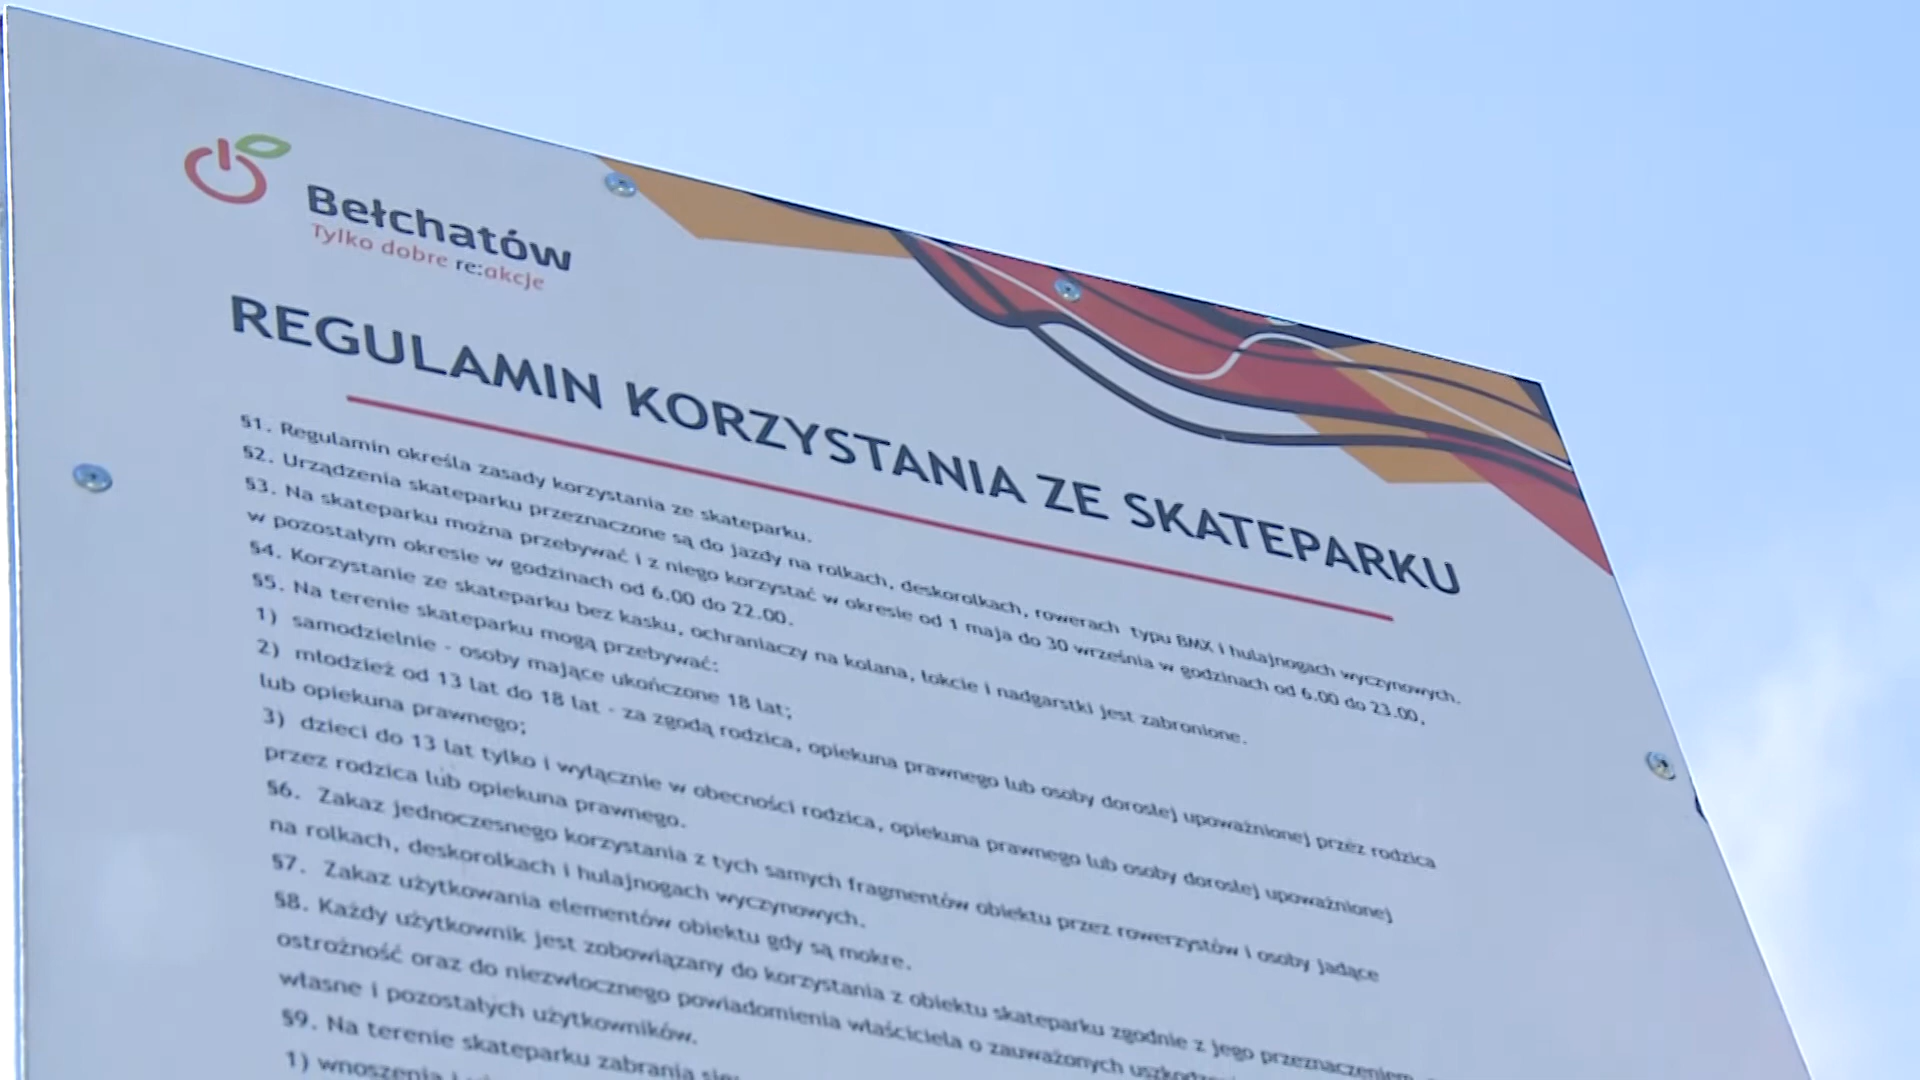 Bełchatów
Tylko dobre re:akcje
REGULAMIN KORZYSTANIA ZE SKATEPARKU
§1. Regulamin określa zasady korzystania ze skateparku.
§2. Urządzenia skateparku przeznaczone są do jazdy na rolkach, deskorolkach, rowerach typu BMX i hulajnogach wyczynowych.
§3. Na skateparku można przebywać i z niego korzystać w okresie od 1 maja do 30 września w godzinach od 6.00 do 23.00,
w pozostałym okresie w godzinach od 6.00 do 22.00.
§4. Korzystanie ze skateparku bez kasku, ochraniaczy na kolana, łokcie i nadgarstki jest zabronione.
§5. Na terenie skateparku mogą przebywać:
1) samodzielnie - osoby mające ukończone 18 lat;
2) młodzież od 13 lat do 18 lat - za zgodą rodzica, opiekuna prawnego lub osoby dorosłej upoważnionej przez rodzica
lub opiekuna prawnego;
3) dzieci do 13 lat tylko i wyłącznie w obecności rodzica, opiekuna prawnego lub osoby dorosłej upoważnionej
przez rodzica lub opiekuna prawnego.
§6. Zakaz jednoczesnego korzystania z tych samych fragmentów obiektu przez rowerzystów i osoby jadące
na rolkach, deskorolkach i hulajnogach wyczynowych.
§7. Zakaz użytkowania elementów obiektu gdy są mokre.
§8. Każdy użytkownik jest zobowiązany do korzystania z obiektu skateparku zgodnie z jego przeznaczeniem
ostrożność oraz do niezwłocznego powiadomienia właściciela o zauważonych
własne i pozostałych użytkowników.
§9. Na terenie skateparku zabrania się:
1) wnoszenia i